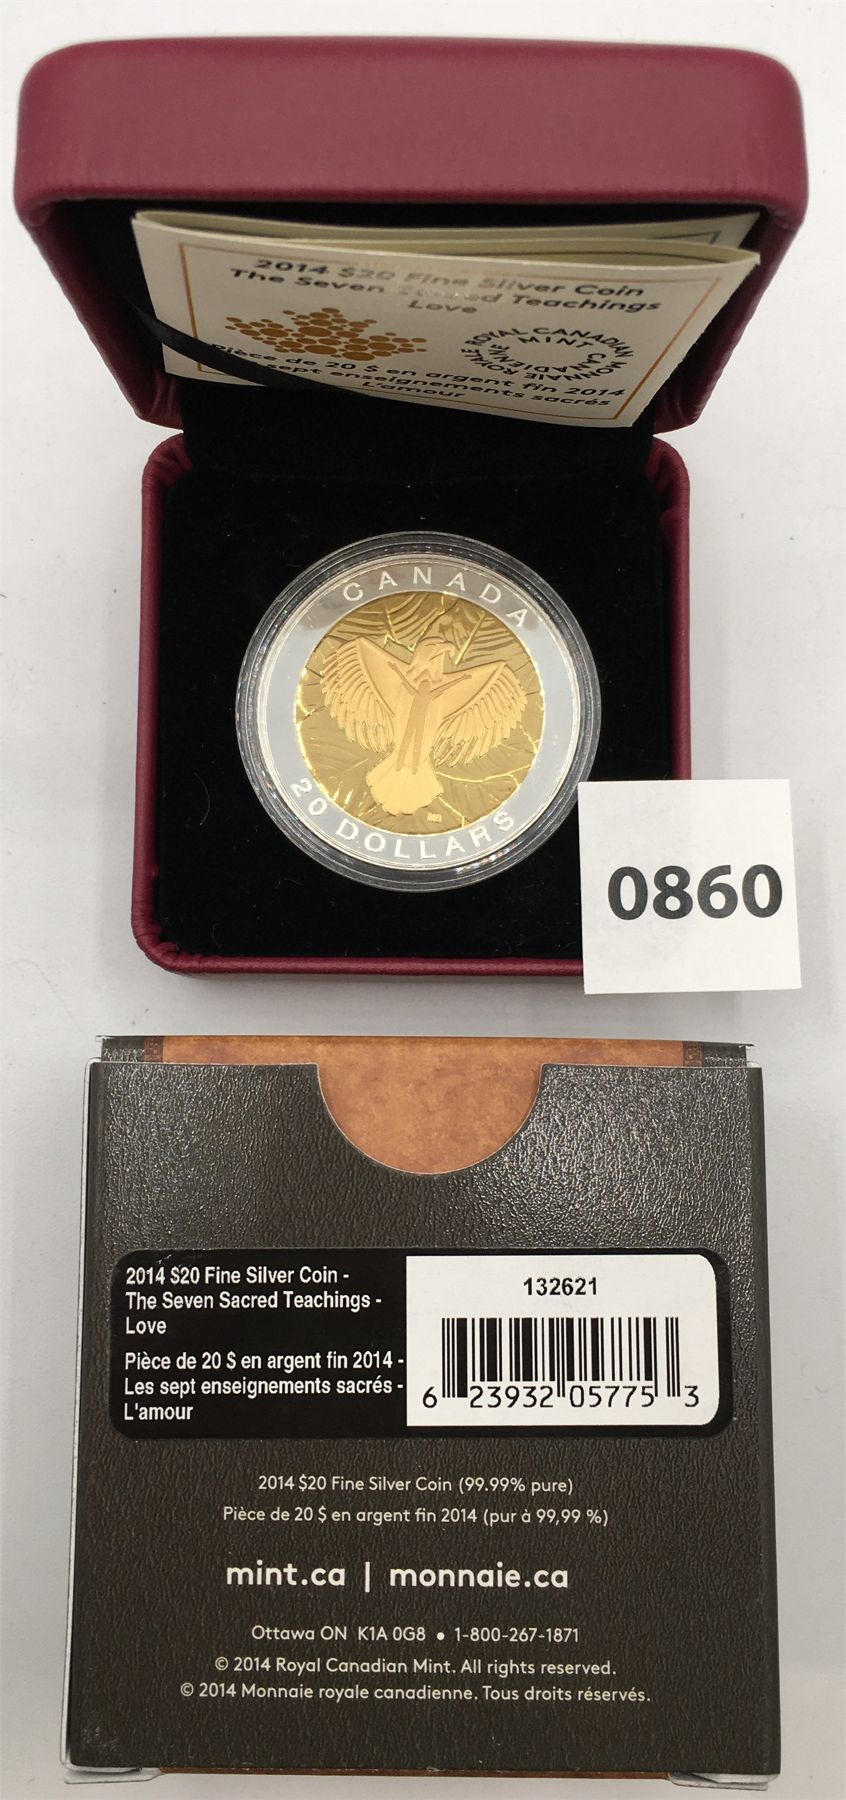 2014 $20 Fine Silver Coin
The Seven Sacred Teachings
Love
ROYAL CANADIAN MINT
MONNAIE ROYALE CANADIENNE
Pièce de 20 $ en argent fin 2014
sept enseignements sacrés
L'amour
CANADA
20 DOLLARS
0860
2014 $20 Fine Silver Coin -
The Seven Sacred Teachings -
Love
Pièce de 20 $ en argent fin 2014 -
Les sept enseignements sacrés -
L'amour
132621
6 23932 05775 3
2014 $20 Fine Silver Coin (99.99% pure)
Pièce de 20 $ en argent fin 2014 (pur à 99,99 %)
mint.ca | monnaie.ca
Ottawa ON K1A 0G8 • 1-800-267-1871
© 2014 Royal Canadian Mint. All rights reserved.
© 2014 Monnaie royale canadienne. Tous droits réservés.